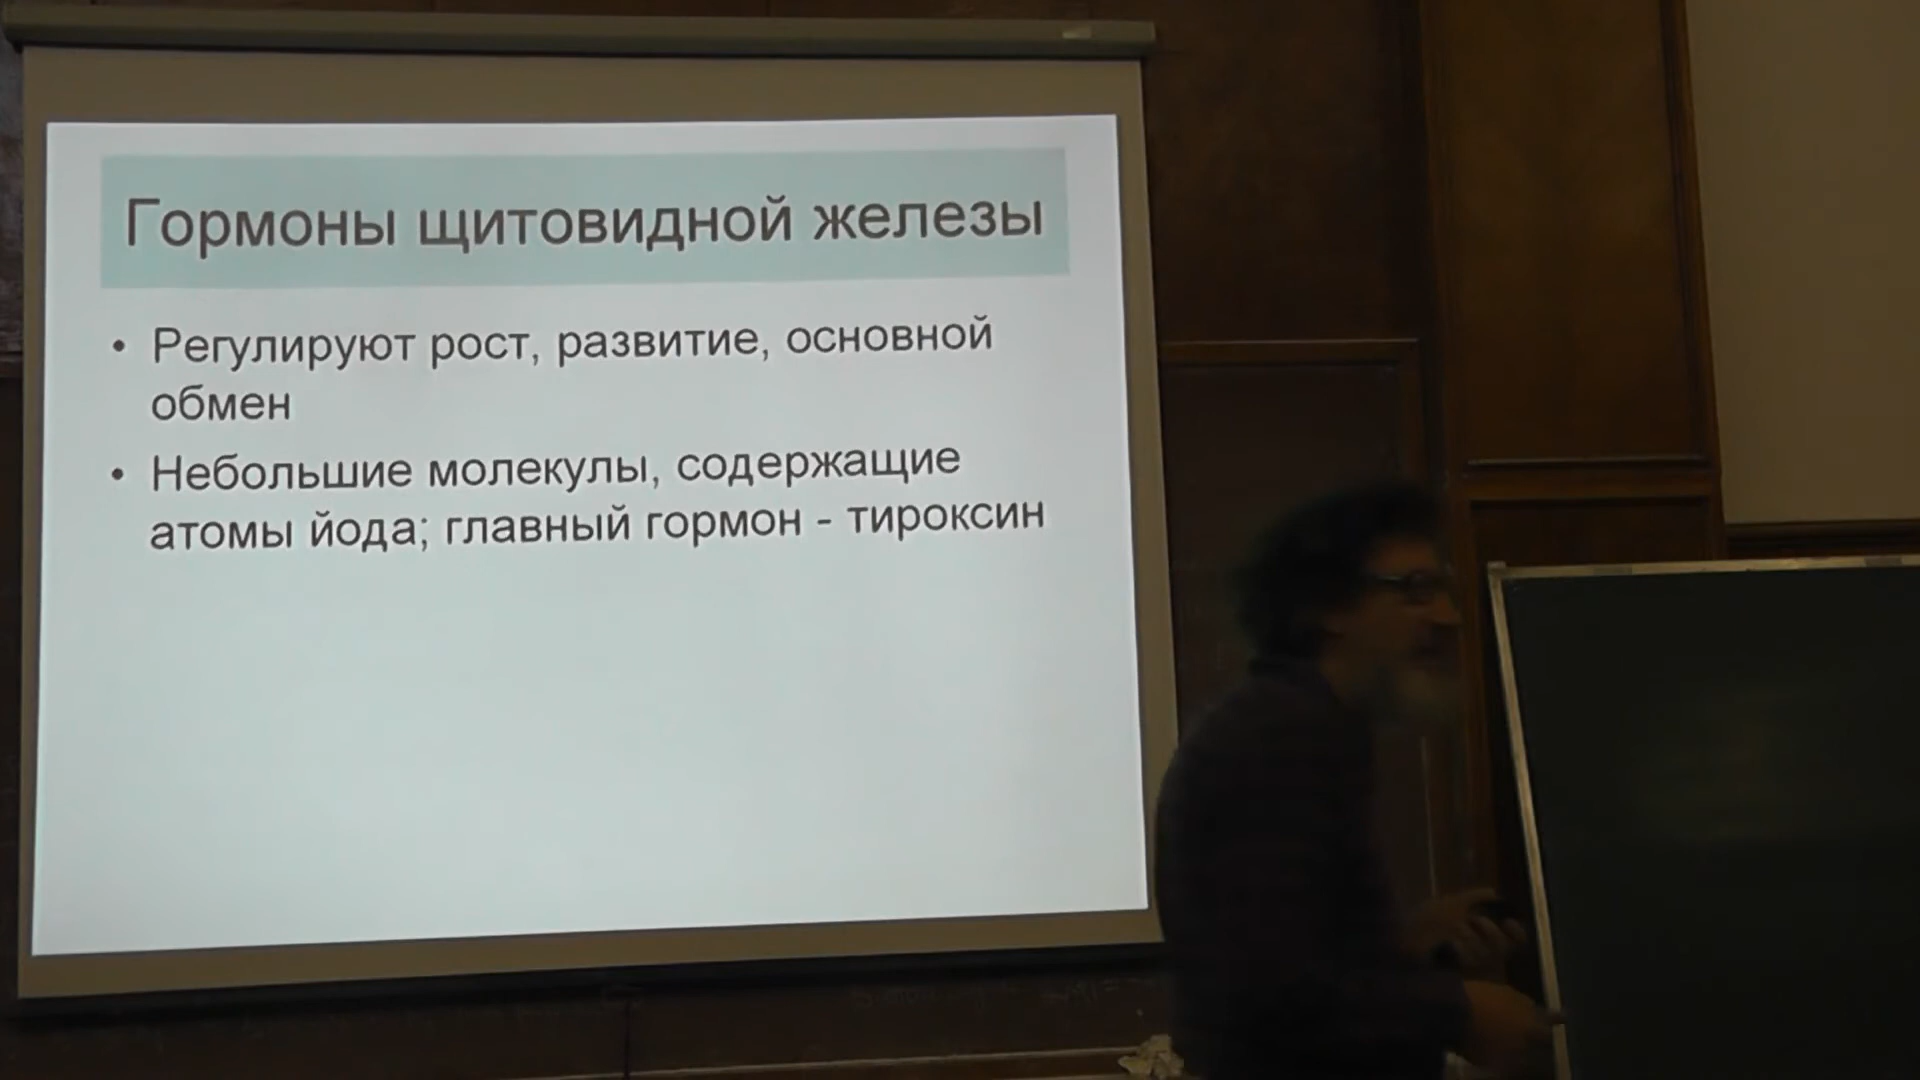 Гормоны щитовидной железы
• Регулируют рост, развитие, основной
обмен
• Небольшие молекулы, содержащие
атомы йода; главный гормон - тироксин